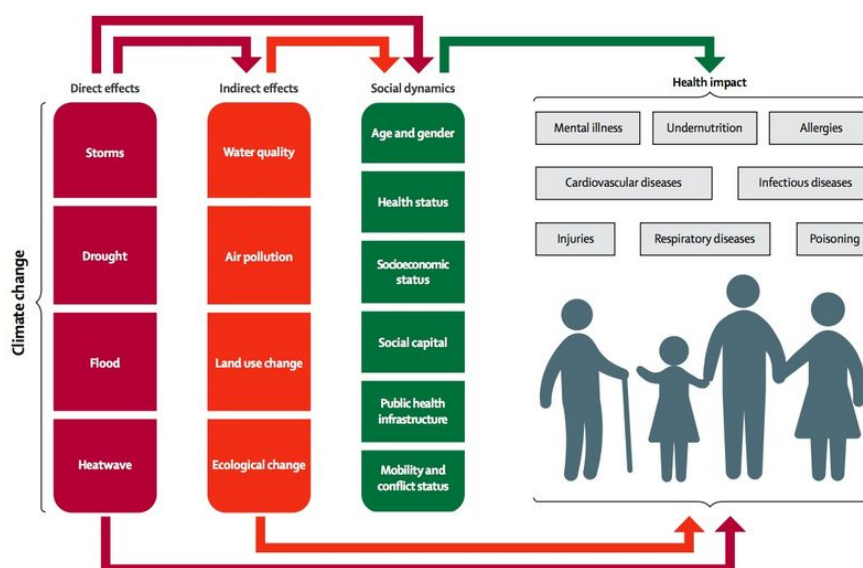 Health impact
Direct effects
Indirect effects
Social dynamics
Climate change
Storms
Drought
Flood
Heatwave
Water quality
Air pollution
Land use change
Ecological change
Age and gender
Health status
Socioeconomic
status
Social capital
Public health
infrastructure
Mobility and
conflict status
Mental illness
Undernutrition
Allergies
Cardiovascular diseases
Infectious diseases
Injuries
Respiratory diseases
Poisoning